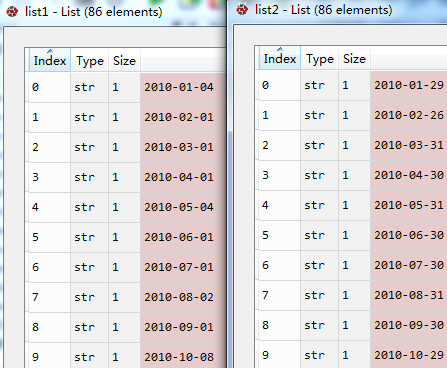 list1 - List (86 elements)
Index Type Size
0 str 1 2010-01-04
1 str 1 2010-02-01
2 str 1 2010-03-01
3 str 1 2010-04-01
4 str 1 2010-05-04
5 str 1 2010-06-01
6 str 1 2010-07-01
7 str 1 2010-08-02
8 str 1 2010-09-01
9 str 1 2010-10-08
list2 - List (86 elements)
Index Type Size
0 str 1 2010-01-29
1 str 1 2010-02-26
2 str 1 2010-03-31
3 str 1 2010-04-30
4 str 1 2010-05-31
5 str 1 2010-06-30
6 str 1 2010-07-30
7 str 1 2010-08-31
8 str 1 2010-09-30
9 str 1 2010-10-29